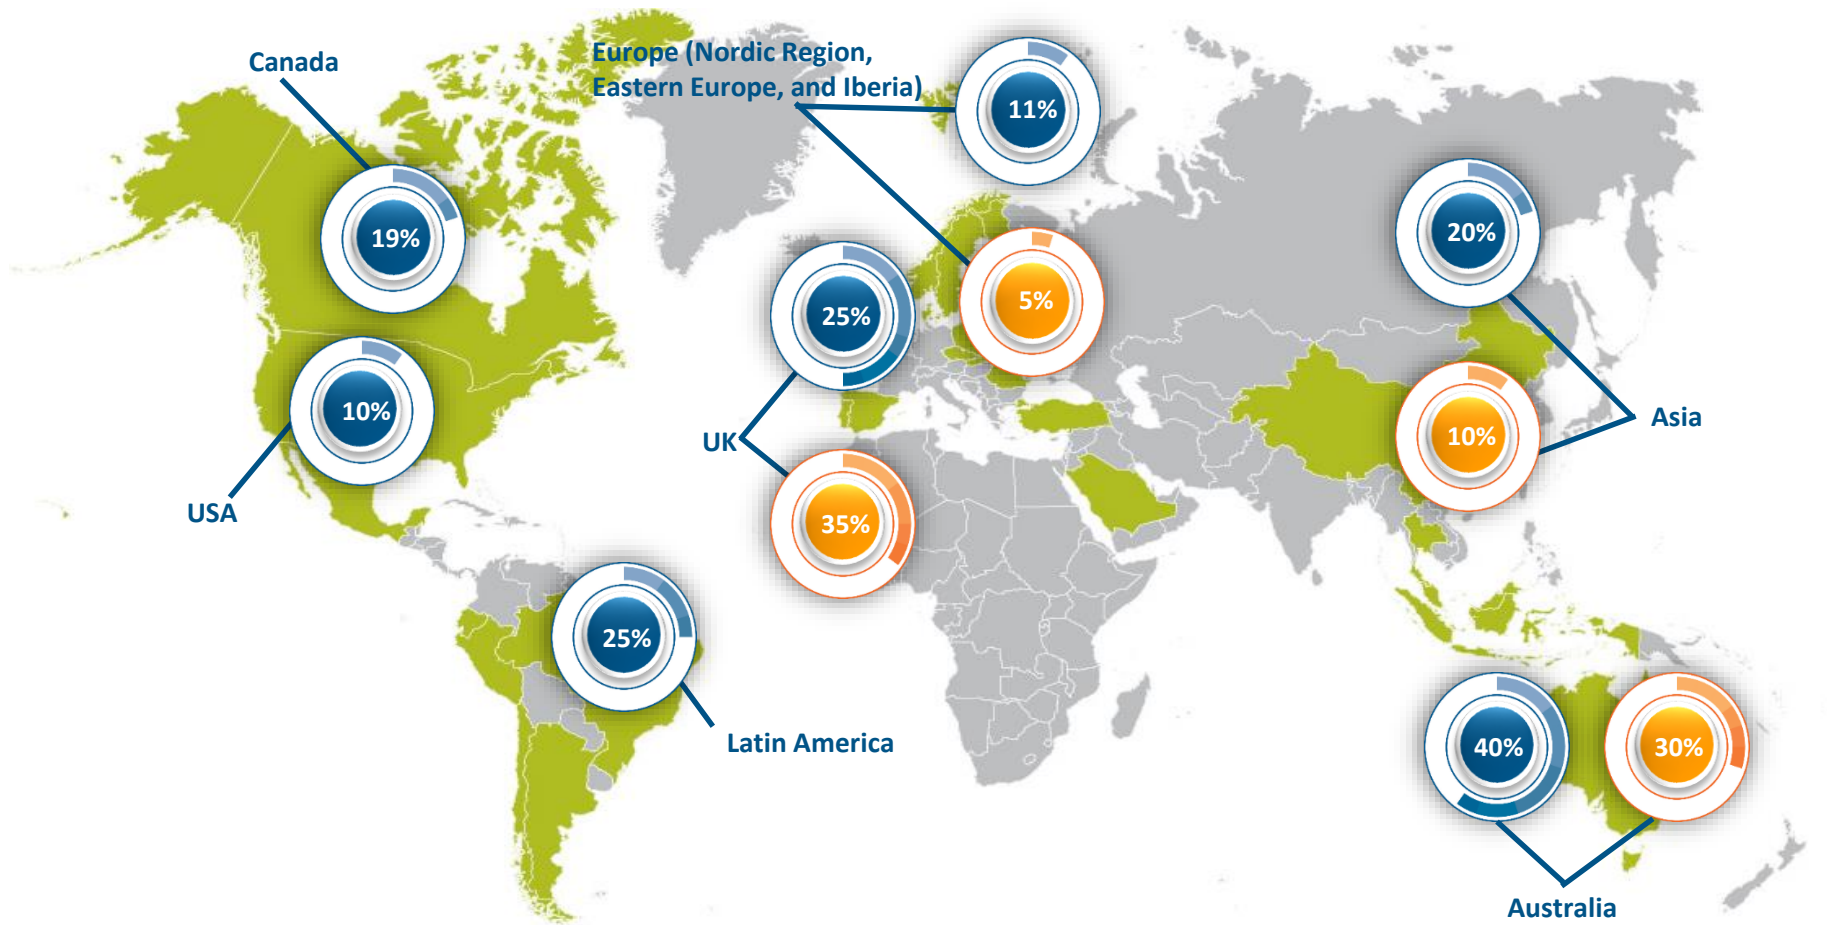 Europe (Nordic Region,
Eastern Europe, and Iberia)
Canada
11%
19%
20%
5%
25%
10%
Asia
10%
UK
USA
35%
25%
Latin America
40%
30%
Australia